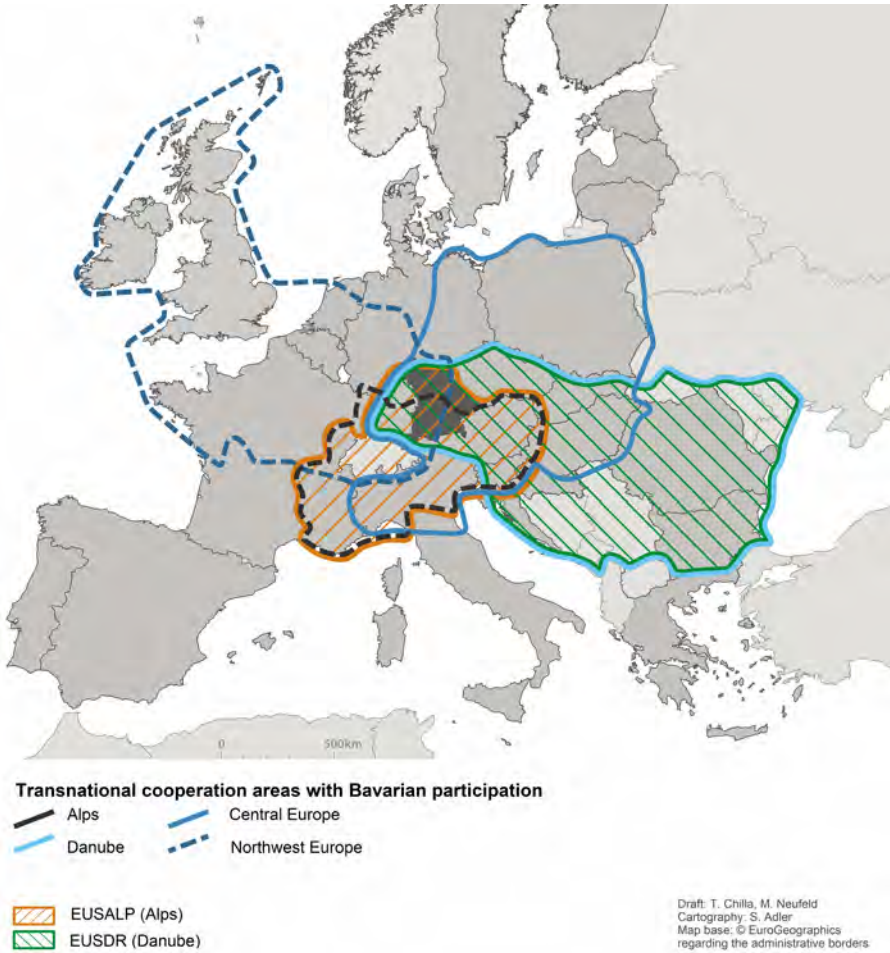 0 500km
Transnational cooperation areas with Bavarian participation
Alps
Central Europe
Danube
Northwest Europe
EUSALP (Alps)
EUSDR (Danube)
Draft: T. Chilla, M. Neufeld
Cartography: S. Adler
Map base: © EuroGeographics
regarding the administrative borders